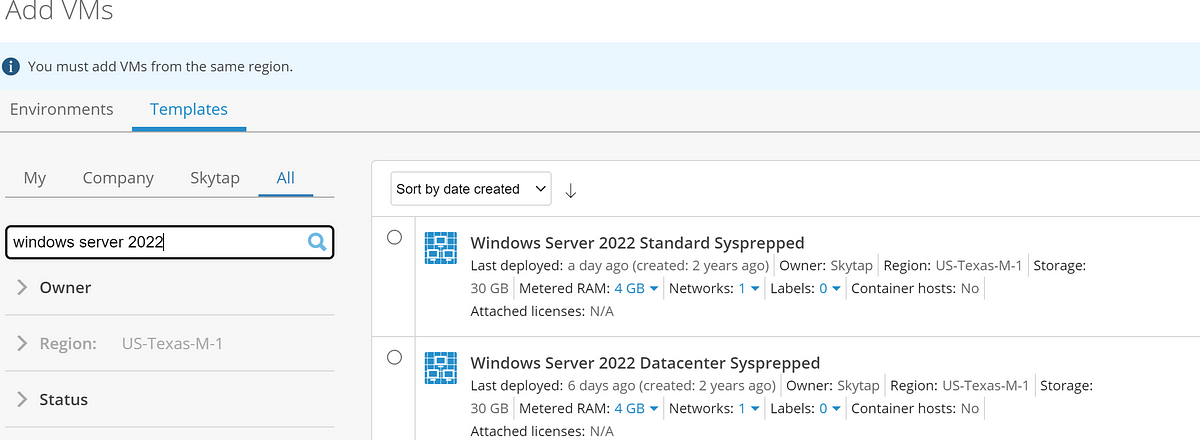 Add VMs
You must add VMs from the same region.
Environments Templates
My Company Skytap All
windows server 2022
Owner
Region: US-Texas-M-1
Status
Sort by date created
Windows Server 2022 Standard Sysprepped
Last deployed: a day ago (created: 2 years ago) Owner: Skytap Region: US-Texas-M-1 Storage:
30 GB Metered RAM: 4 GB Networks: 1 Labels: 0 Container hosts: No
Attached licenses: N/A
Windows Server 2022 Datacenter Sysprepped
Last deployed: 6 days ago (created: 2 years ago) Owner: Skytap Region: US-Texas-M-1 Storage:
30 GB Metered RAM: 4 GB Networks: 1 Labels: 0 Container hosts: No
Attached licenses: N/A